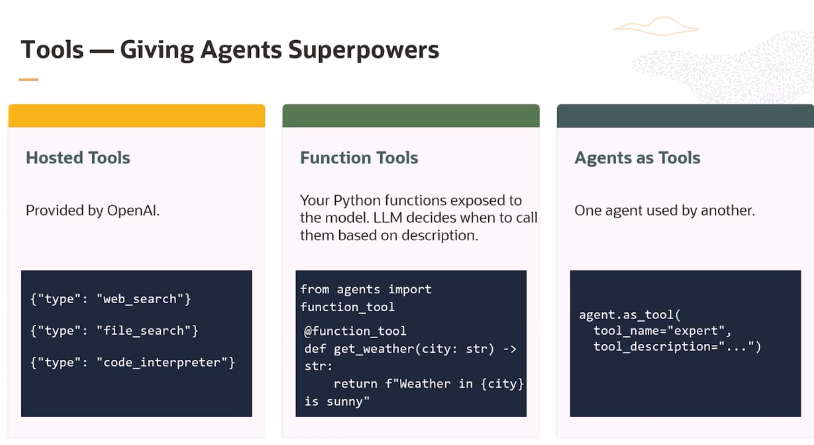 Tools — Giving Agents Superpowers
Hosted Tools
Provided by OpenAI.
{"type": "web_search"}
{"type": "file_search"}
{"type": "code_interpreter"}
Function Tools
Your Python functions exposed to
the model. LLM decides when to call
them based on description.
from agents import
function_tool
@function_tool
def get_weather(city: str) ->
str:
    return f"Weather in {city}
is sunny"
Agents as Tools
One agent used by another.
agent.as_tool(
  tool_name="expert",
  tool_description="...")